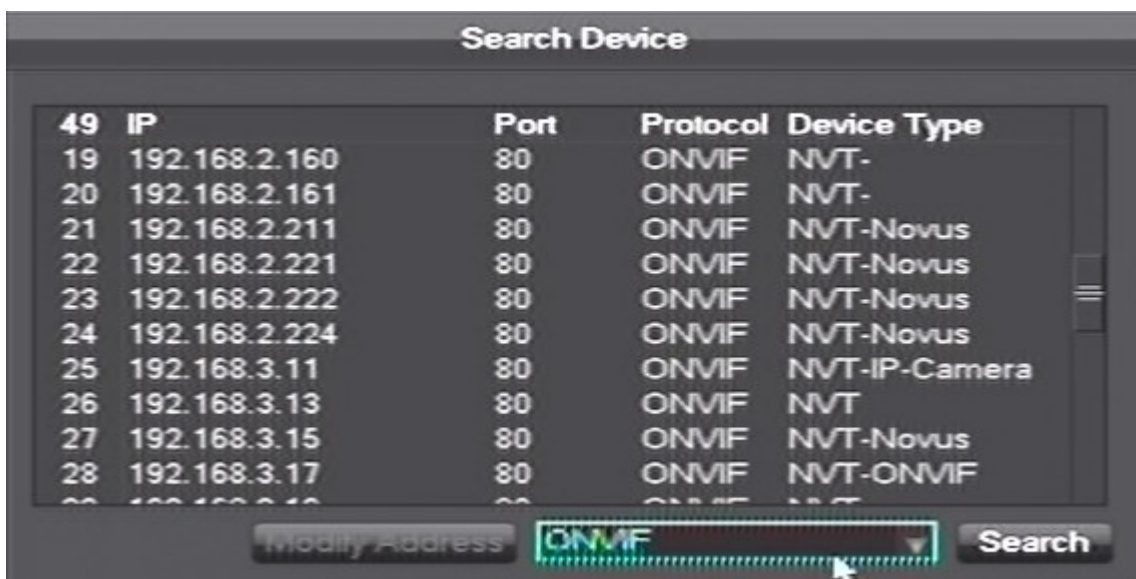 Search Device
49 IP Port Protocol Device Type
19 192.168.2.160 80 ONVIF NVT-
20 192.168.2.161 80 ONVIF NVT-
21 192.168.2.211 80 ONVIF NVT-Novus
22 192.168.2.221 80 ONVIF NVT-Novus
23 192.168.2.222 80 ONVIF NVT-Novus
24 192.168.2.224 80 ONVIF NVT-Novus
25 192.168.3.11 80 ONVIF NVT-IP-Camera
26 192.168.3.13 80 ONVIF NVT
27 192.168.3.15 80 ONVIF NVT-Novus
28 192.168.3.17 80 ONVIF NVT-ONVIF
Modify Address ONVIF Search